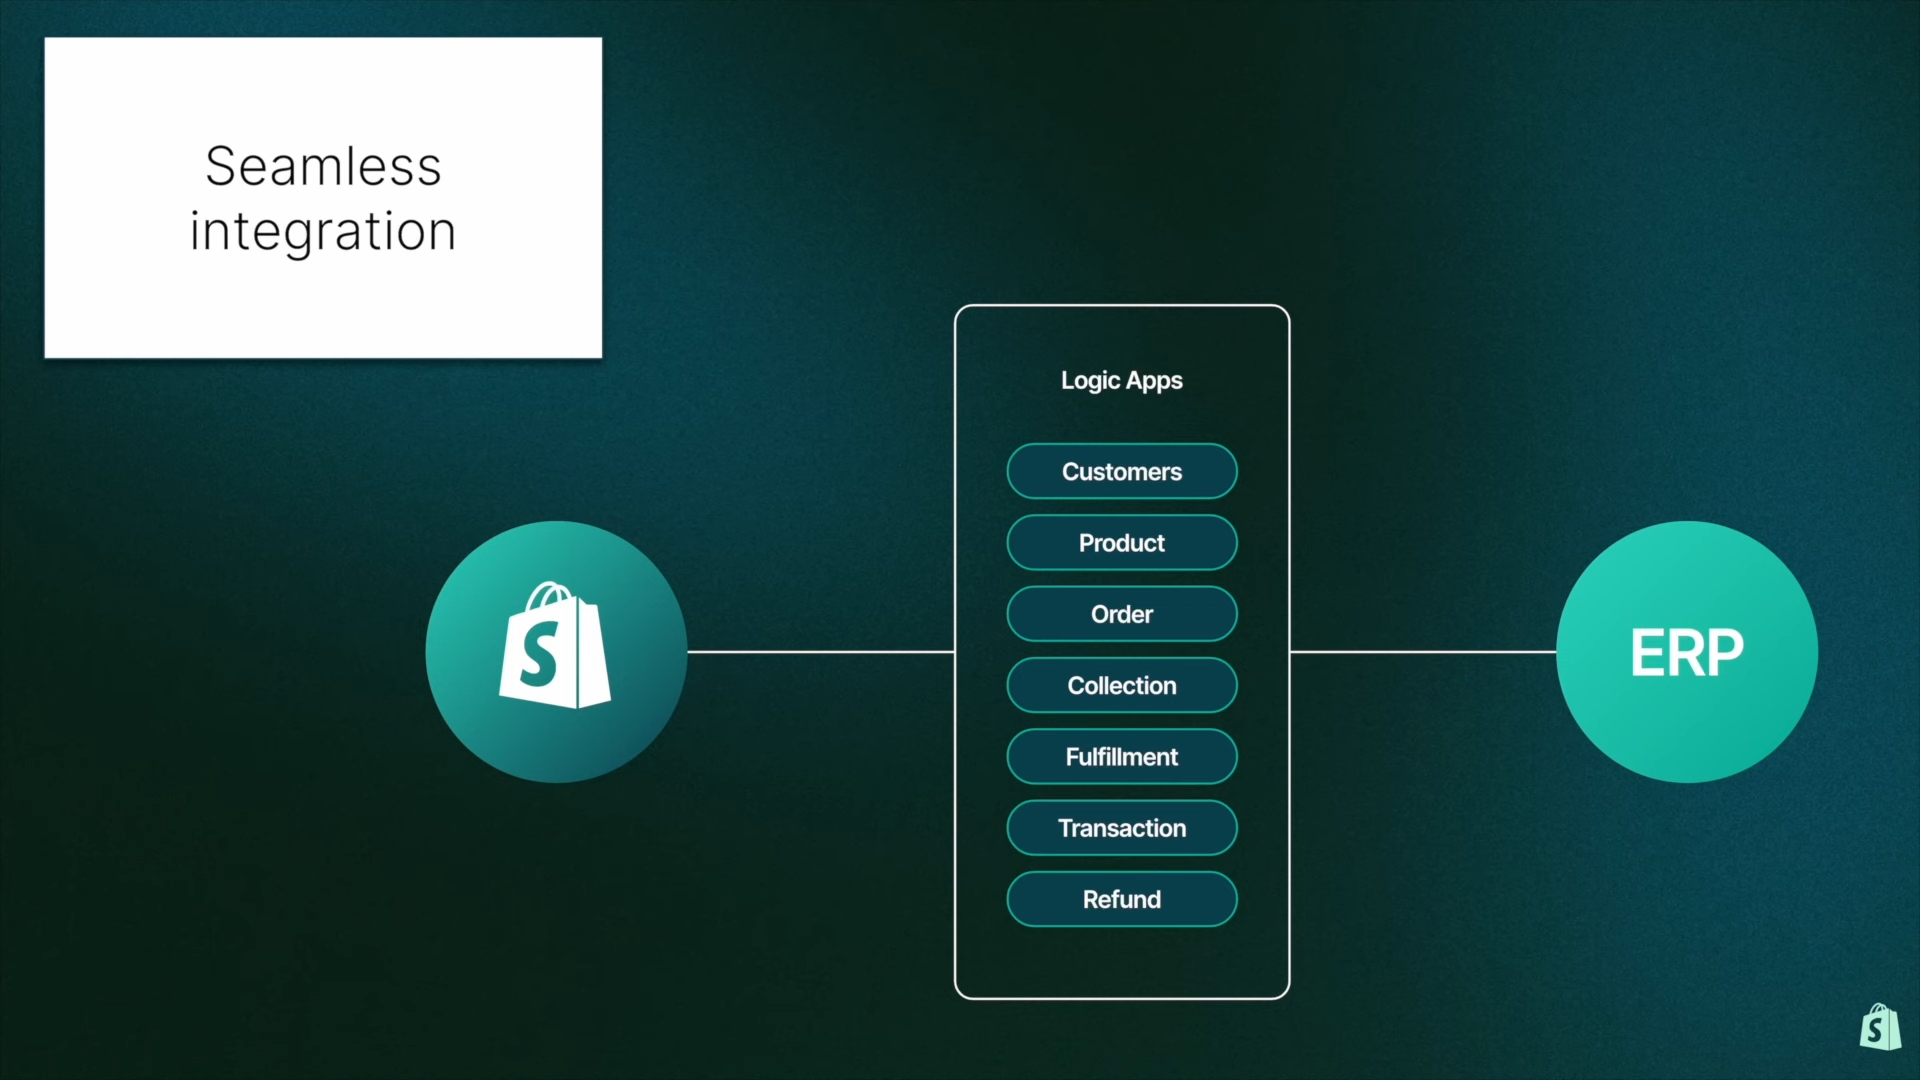 Seamless
integration
Logic Apps
Customers
Product
Order
Collection
Fulfillment
Transaction
Refund
S
ERP
S